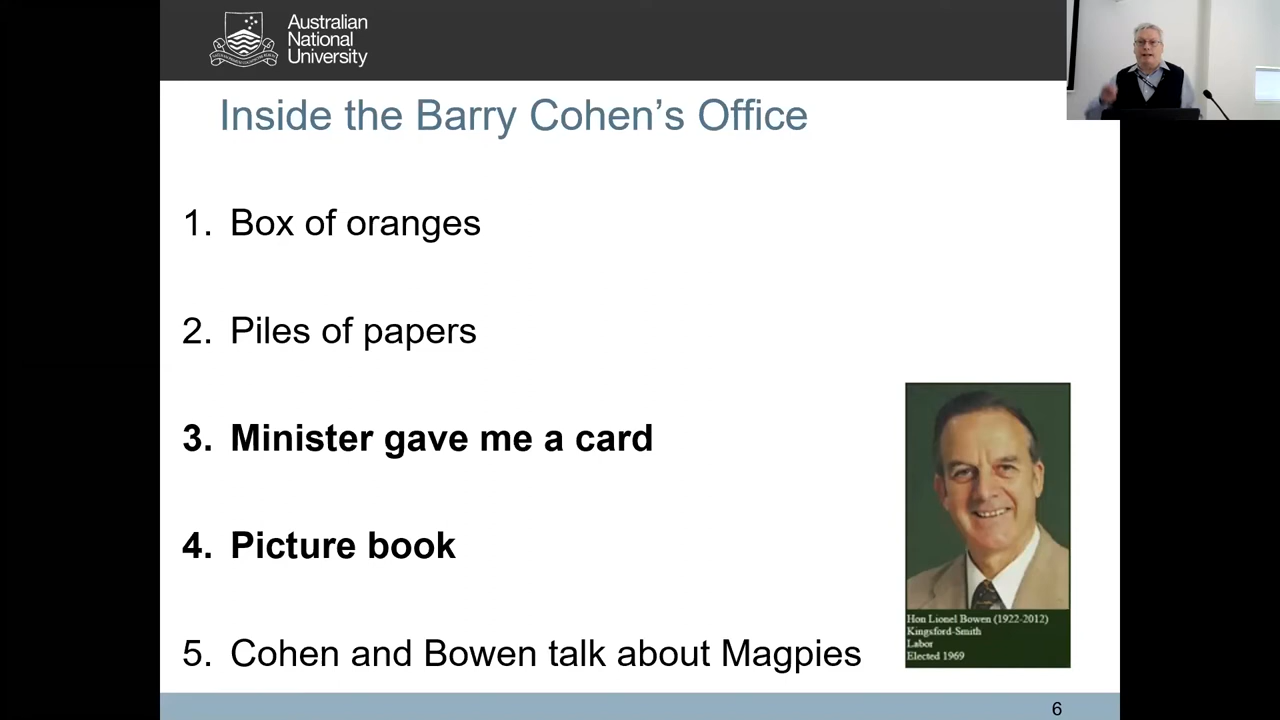 Australian
National
University
Inside the Barry Cohen’s Office
1. Box of oranges
2. Piles of papers
3. Minister gave me a card
4. Picture book
5. Cohen and Bowen talk about Magpies
Hon Lionel Bowen (1922-2012)
Kingsford-Smith
Labor
Elected 1969
6